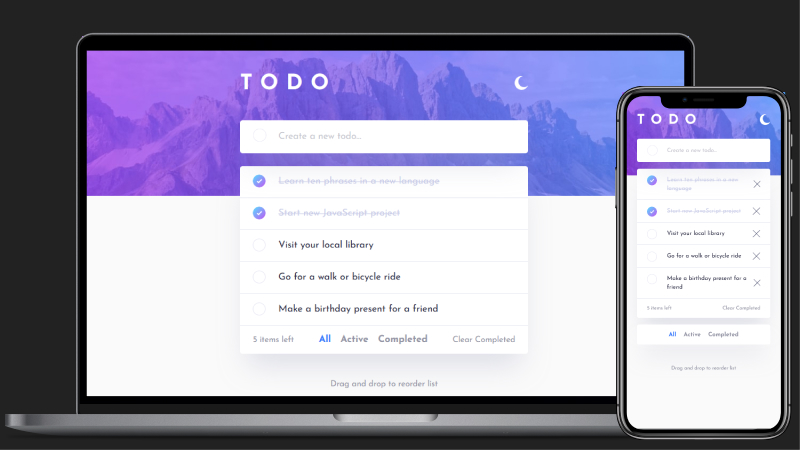 TODO
Create a new todo...
Learn ten phrases in a new language
Start new JavaScript project
Visit your local library
Go for a walk or bicycle ride
Make a birthday present for a friend
5 items left All Active Completed Clear Completed
Drag and drop to reorder list
TODO
Create a new todo...
Learn ten phrases in a new
language
Start new JavaScript project
Visit your local library
Go for a walk or bicycle ride
Make a birthday present for a
friend
5 items left Clear Completed
All Active Completed
Drag and drop to reorder list